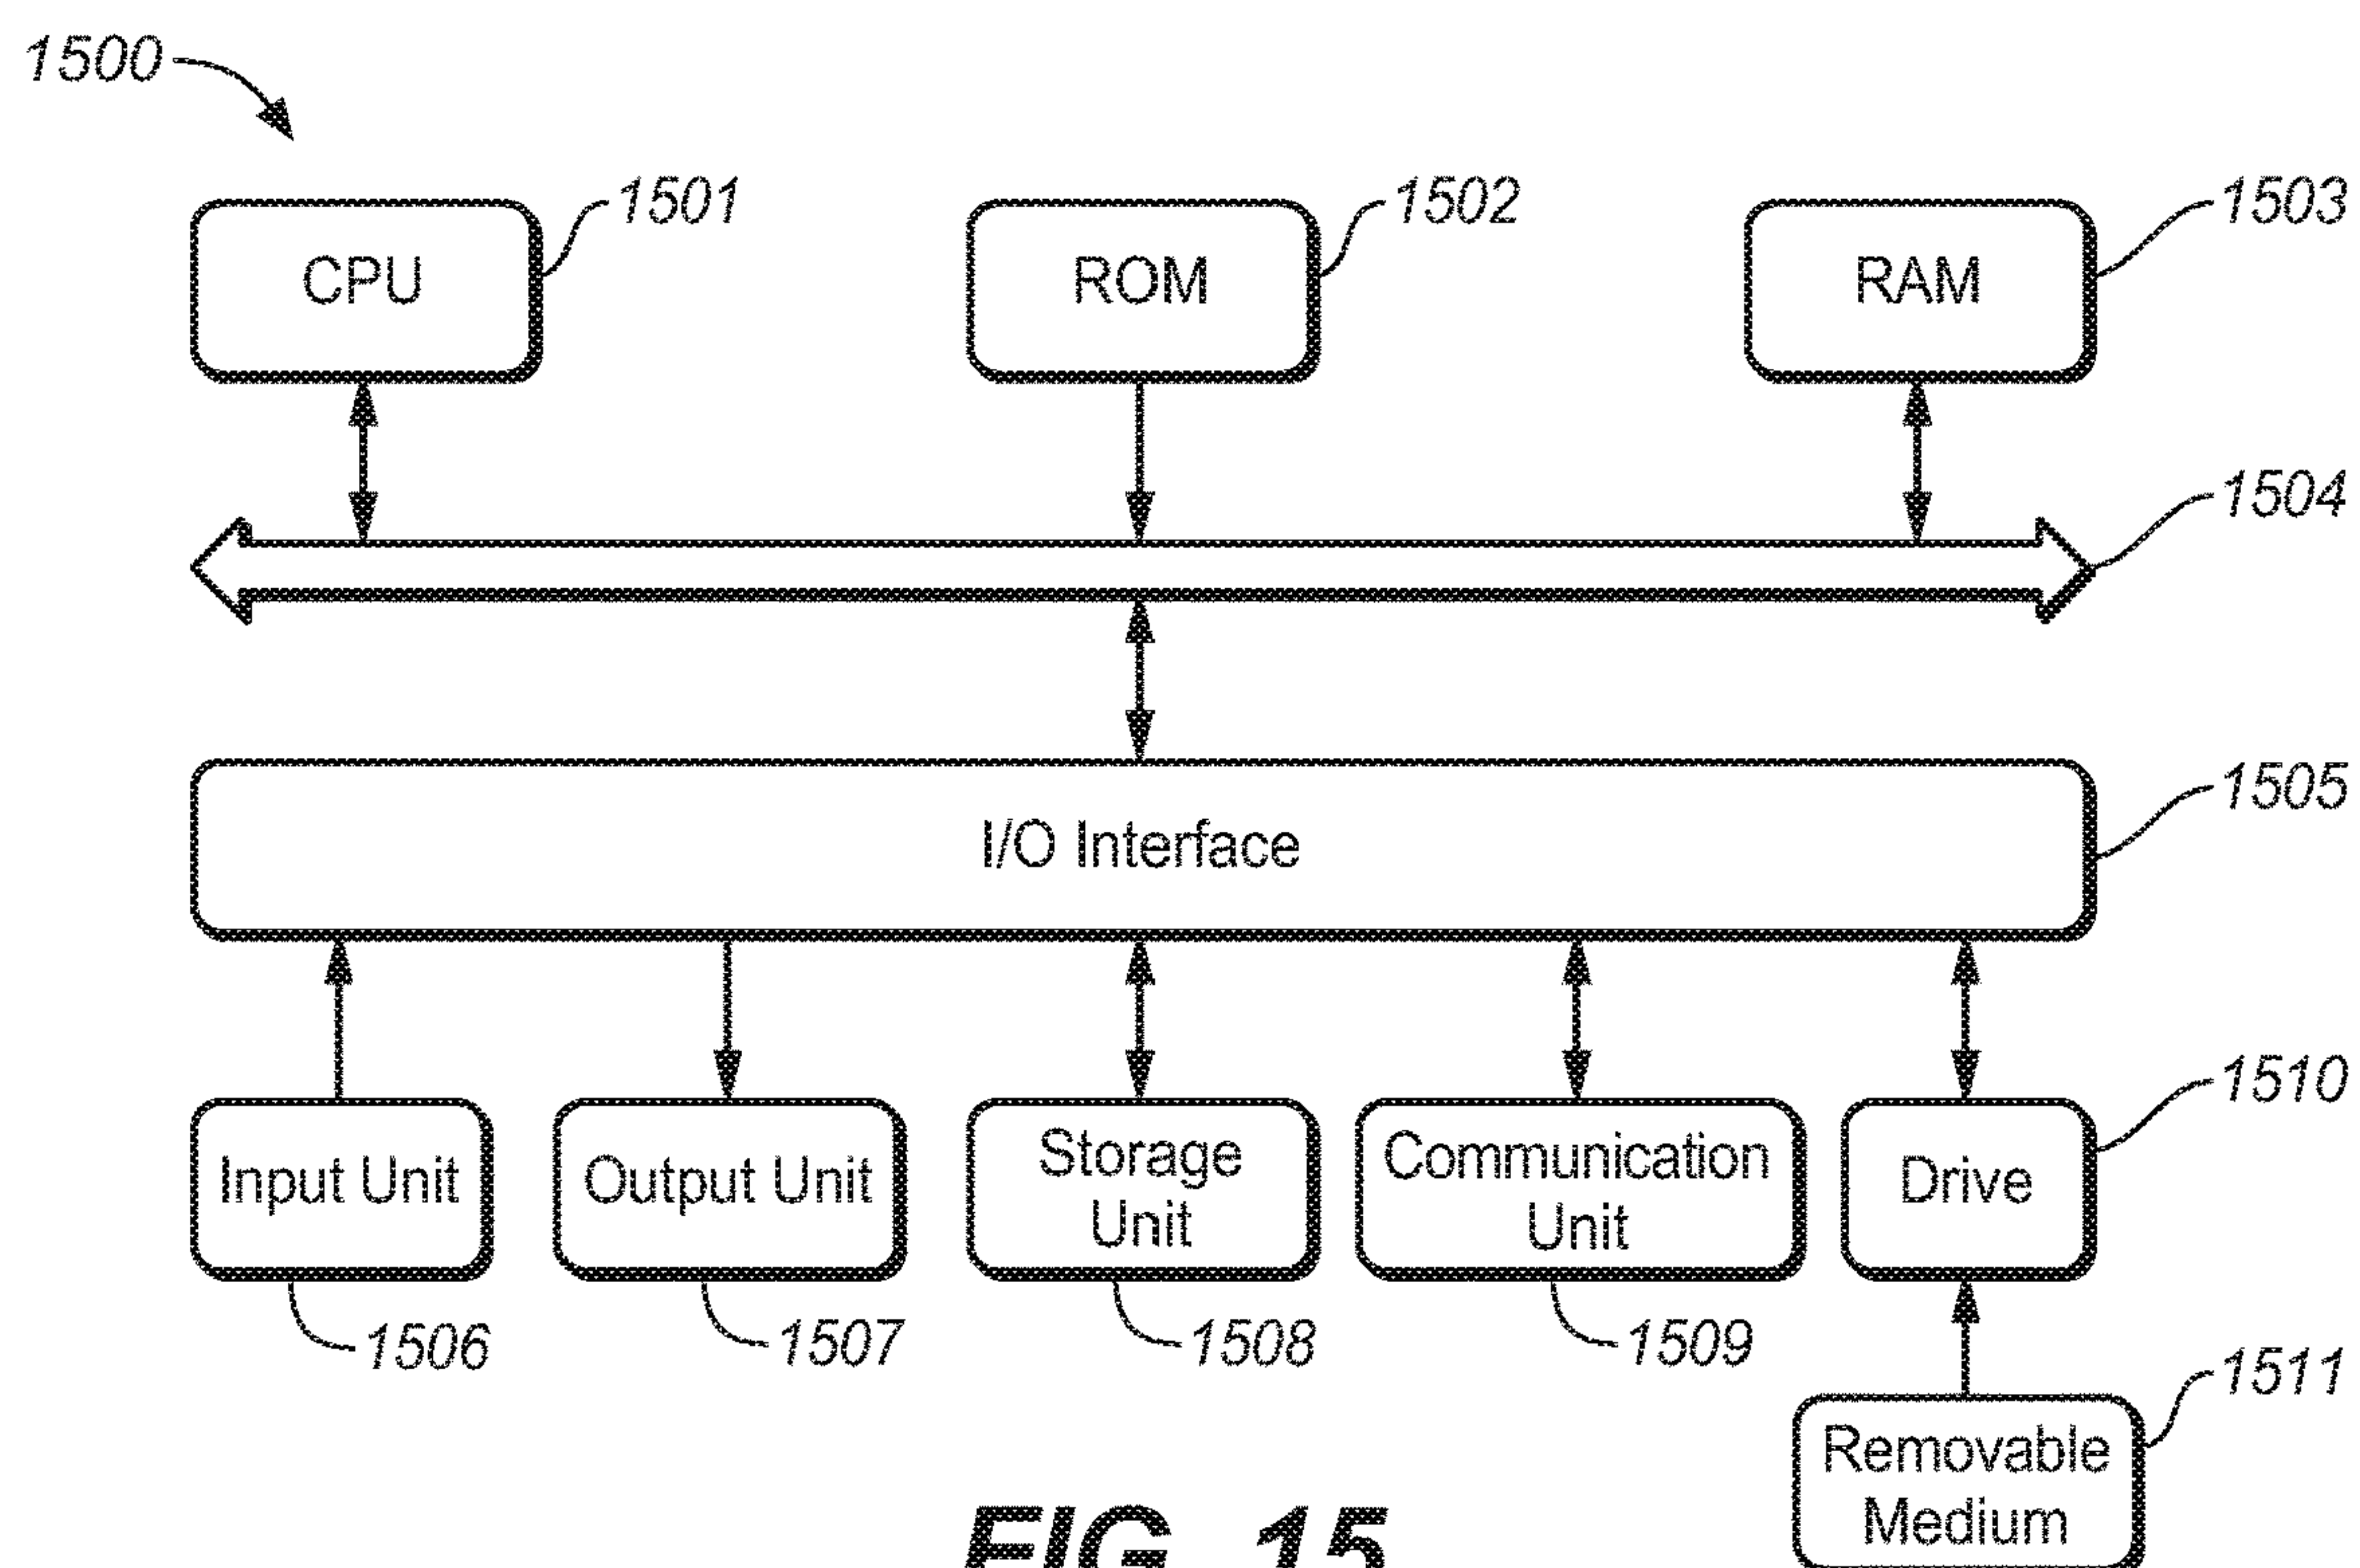 1500
CPU
1501
ROM
1502
RAM
1503
1504
I/O Interface
1505
Input Unit
1506
Output Unit
1507
Storage
Unit
1508
Communication
Unit
1509
Drive
1510
Removable
Medium
1511
FIG. 15